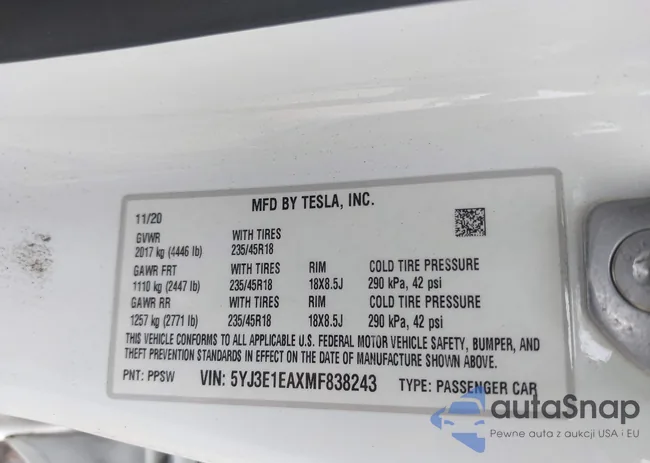 MFD BY TESLA, INC.
11/20
GVWR WITH TIRES
2017 kg (4446 lb) 235/45R18
GAWR FRT WITH TIRES RIM COLD TIRE PRESSURE
1110 kg (2447 lb) 235/45R18 18X8.5J 290 kPa, 42 psi
GAWR RR WITH TIRES RIM COLD TIRE PRESSURE
1257 kg (2771 lb) 235/45R18 18X8.5J 290 kPa, 42 psi
THIS VEHICLE CONFORMS TO ALL APPLICABLE U.S. FEDERAL MOTOR VEHICLE SAFETY, BUMPER, AND
THEFT PREVENTION STANDARDS IN EFFECT ON THE DATE OF MANUFACTURE SHOWN ABOVE.
PNT: PPSW VIN: 5YJ3E1EAXMF838243 TYPE: PASSENGER CAR
autaSnap
Pewne auta z aukcji USA i EU